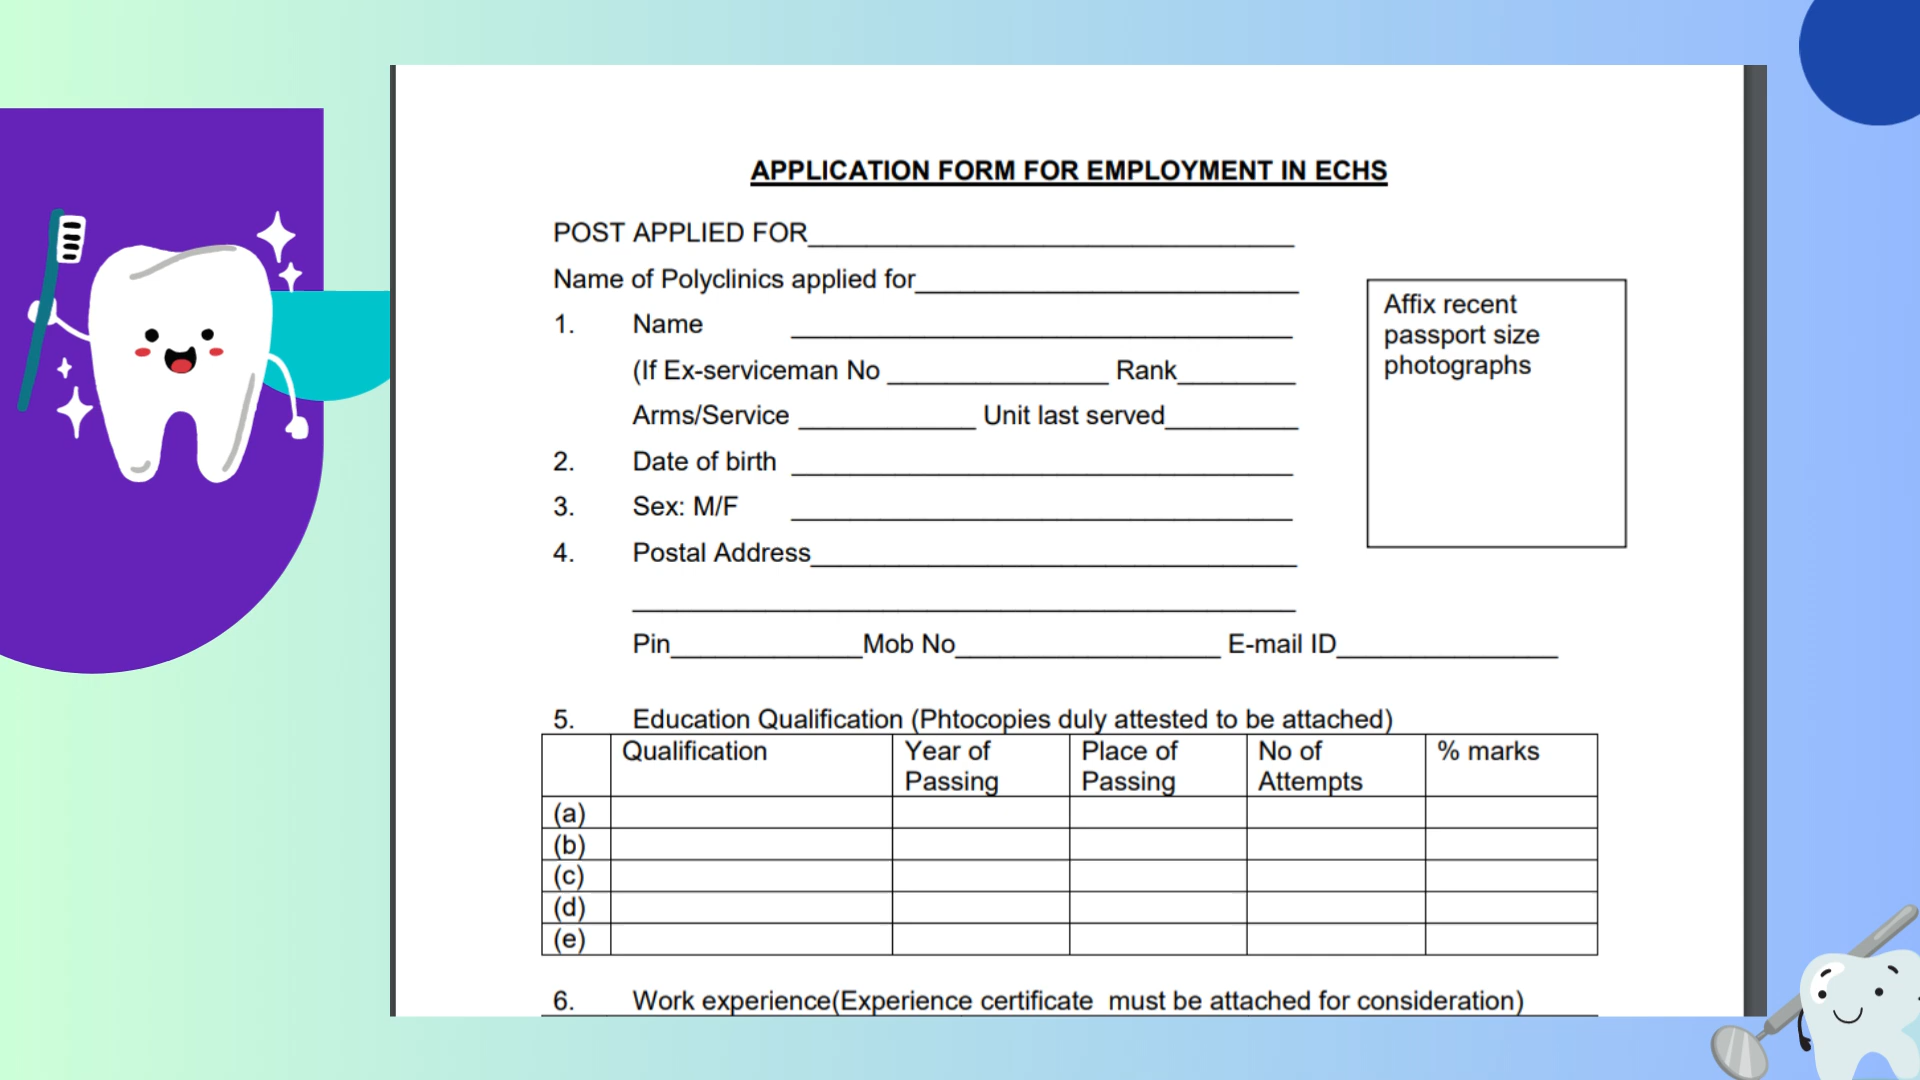 APPLICATION FORM FOR EMPLOYMENT IN ECHS
POST APPLIED FOR
Name of Polyclinics applied for
Affix recent
passport size
photographs
1. Name
(If Ex-serviceman No Rank
Arms/Service Unit last served
2. Date of birth
3. Sex: M/F
4. Postal Address
Pin Mob No E-mail ID
5. Education Qualification (Phtocopies duly attested to be attached)
Qualification Year of Passing Place of Passing No of Attempts % marks
(a)
(b)
(c)
(d)
(e)
6. Work experience(Experience certificate must be attached for consideration)